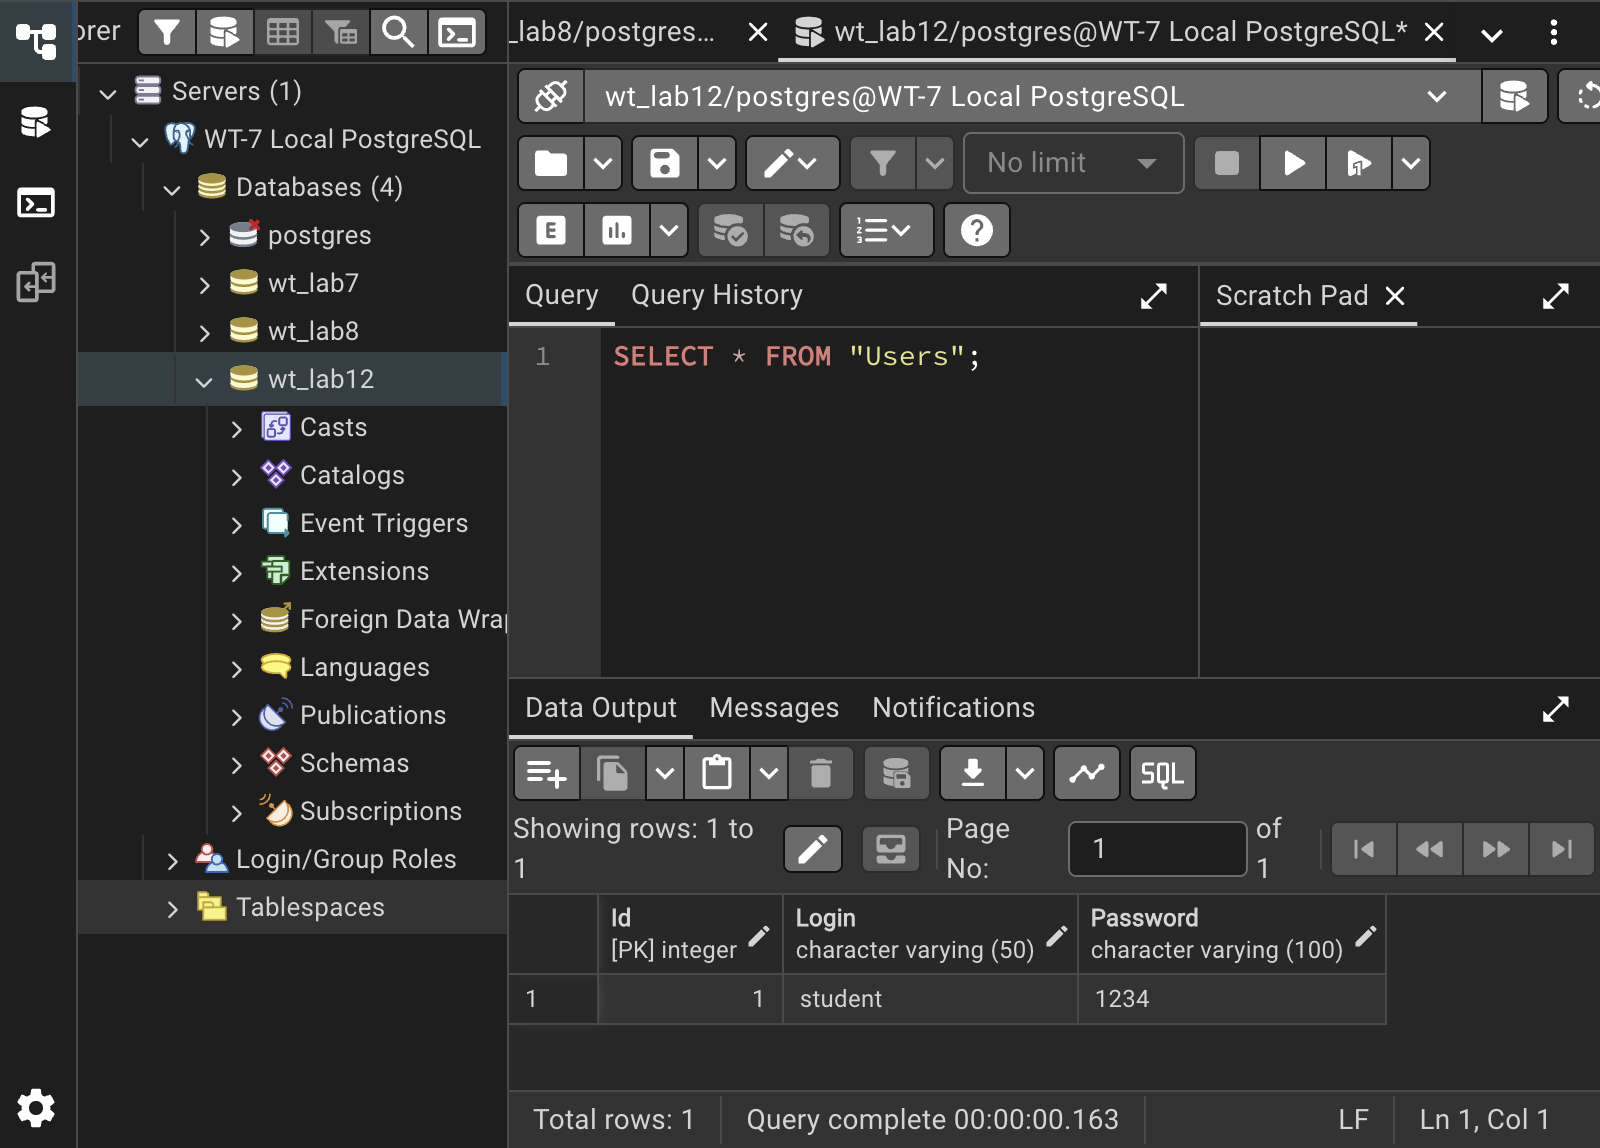 orer
_lab8/postgres...
wt_lab12/postgres@WT-7 Local PostgreSQL*
Servers (1)
WT-7 Local PostgreSQL
Databases (4)
postgres
wt_lab7
wt_lab8
wt_lab12
Casts
Catalogs
Event Triggers
Extensions
Foreign Data Wrap
Languages
Publications
Schemas
Subscriptions
Login/Group Roles
Tablespaces
wt_lab12/postgres@WT-7 Local PostgreSQL
No limit
E
Query
Query History
Scratch Pad
1
SELECT * FROM "Users";
Data Output
Messages
Notifications
SQL
Showing rows: 1 to
1
Page
No:
1
of
1
Id
[PK] integer
Login
character varying (50)
Password
character varying (100)
1
1
student
1234
Total rows: 1
Query complete 00:00:00.163
LF
Ln 1, Col 1